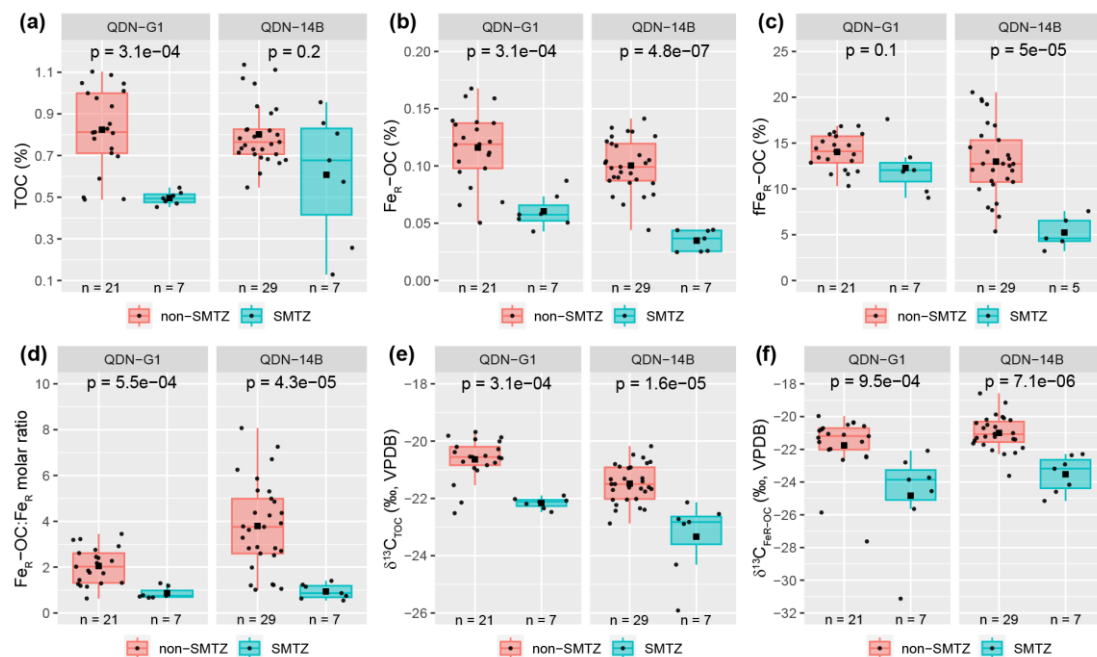 (a)
QDN-G1 QDN-14B
p = 3.1e−04 p = 0.2
TOC (%)
1.1
0.9
0.7
0.5
0.3
0.1
n = 21 n = 7 n = 29 n = 7
non-SMTZ SMTZ
(b)
QDN-G1 QDN-14B
p = 3.1e−04 p = 4.8e−07
FeR−OC (%)
0.20
0.15
0.10
0.05
0.00
n = 21 n = 7 n = 29 n = 7
non-SMTZ SMTZ
(c)
QDN-G1 QDN-14B
p = 0.1 p = 5e−05
fFeR−OC (%)
25
20
15
10
5
0
n = 21 n = 7 n = 29 n = 5
non-SMTZ SMTZ
(d)
QDN-G1 QDN-14B
p = 5.5e−04 p = 4.3e−05
FeR−OC:FeR molar ratio
10
8
6
4
2
0
n = 21 n = 7 n = 29 n = 7
non-SMTZ SMTZ
(e)
QDN-G1 QDN-14B
p = 3.1e−04 p = 1.6e−05
δ13CTOC (‰, VPDB)
−18
−20
−22
−24
−26
n = 21 n = 7 n = 29 n = 7
non-SMTZ SMTZ
(f)
QDN-G1 QDN-14B
p = 9.5e−04 p = 7.1e−06
δ13CFeR−OC (‰, VPDB)
−18
−20
−22
−24
−26
−28
−30
−32
n = 21 n = 7 n = 29 n = 7
non-SMTZ SMTZ